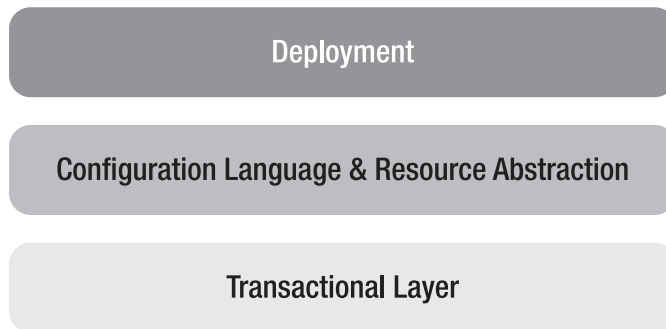 Deployment
Configuration Language & Resource Abstraction
Transactional Layer